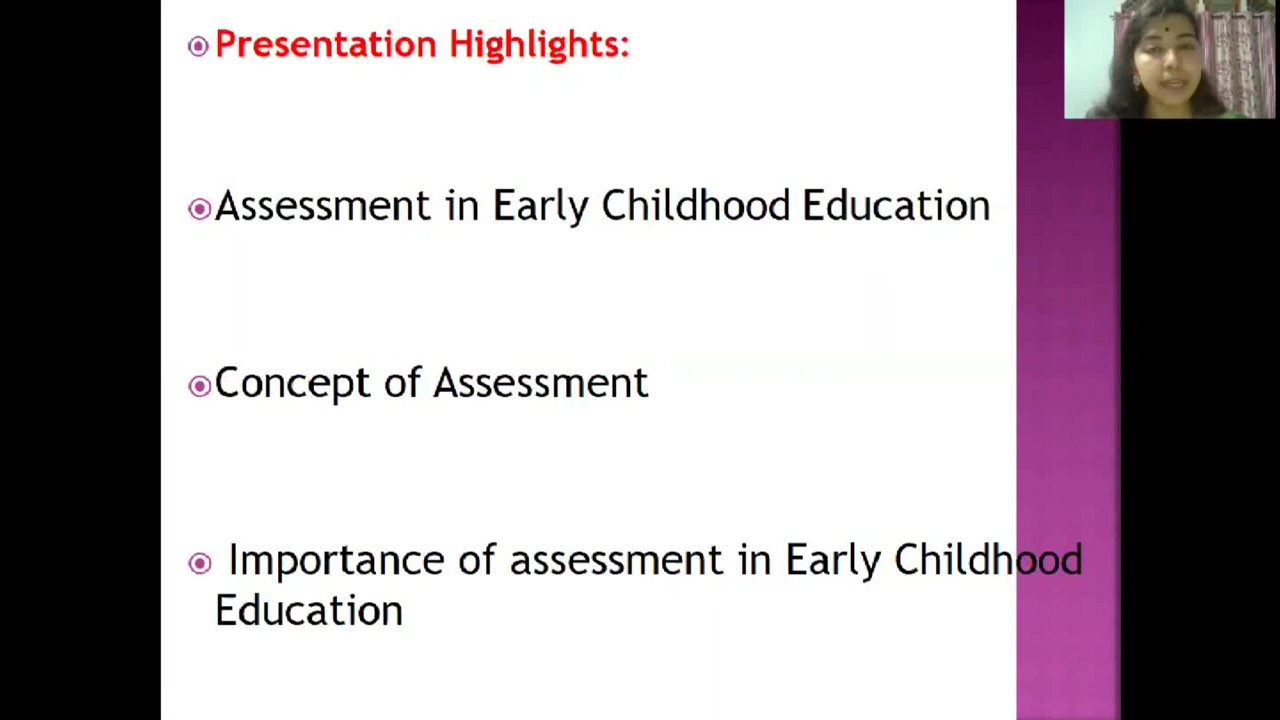 Presentation Highlights:
Assessment in Early Childhood Education
Concept of Assessment
Importance of assessment in Early Childhood
Education